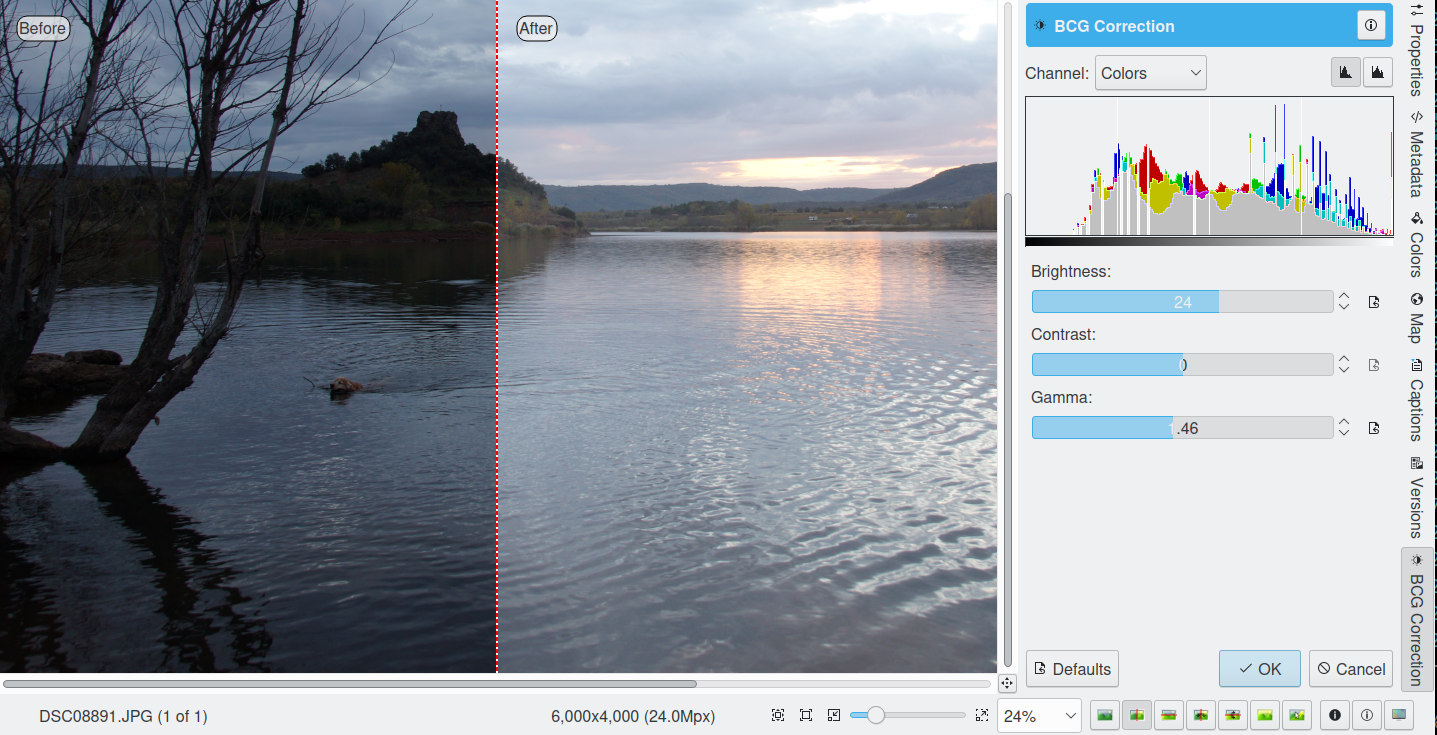 Before
After
BCG Correction
Channel: Colors
Brightness:
24
Contrast:
0
Gamma:
.46
Defaults
OK
Cancel
Properties
Metadata
Colors
Map
Captions
Versions
BCG Correction
DSC08891.JPG (1 of 1)
6,000x4,000 (24.0Mpx)
24%